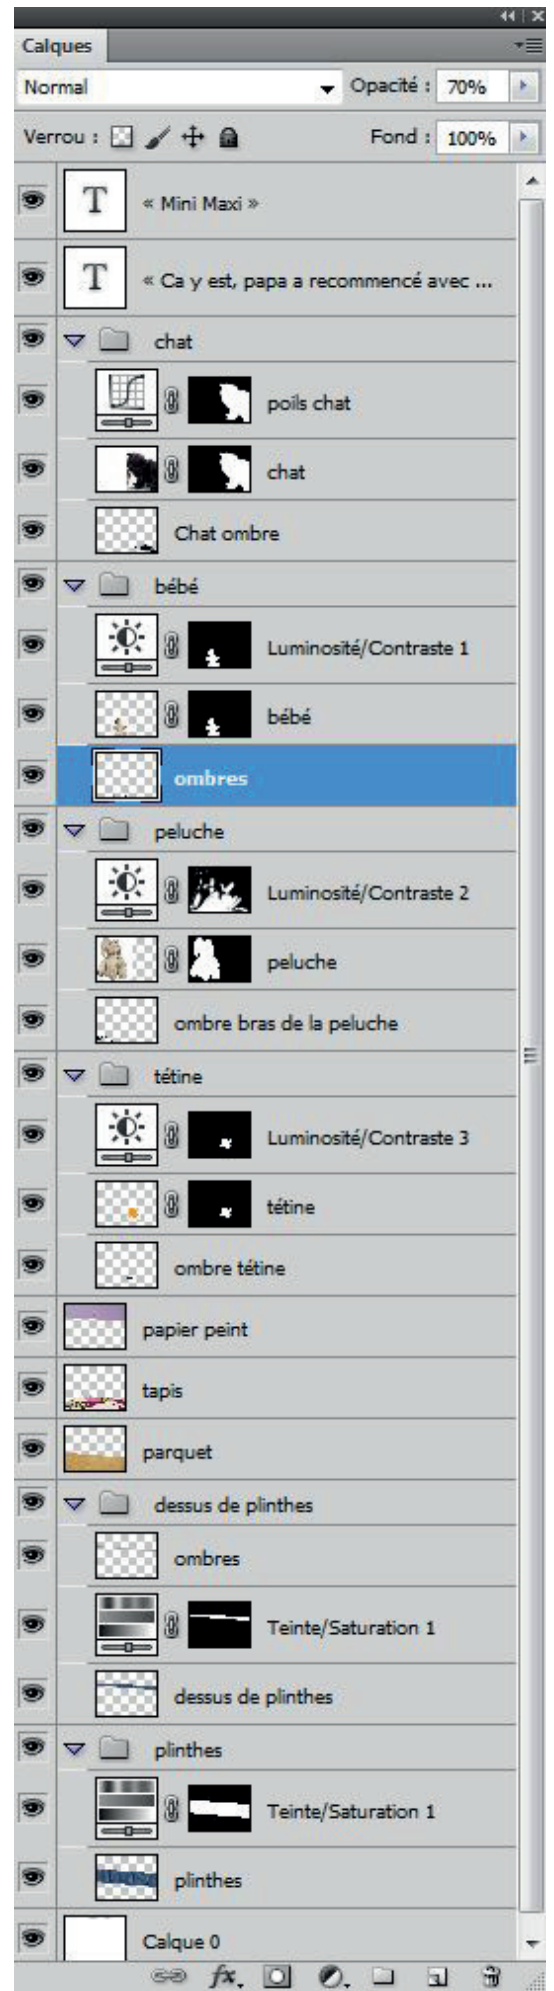 Calques
Normal Opacité : 70%
Verrou : Fond : 100%
T « Mini Maxi »
T « Ca y est, papa a recommencé avec ...
chat
poils chat
chat
Chat ombre
bébé
Luminosité/Contraste 1
bébé
ombres
peluche
Luminosité/Contraste 2
peluche
ombre bras de la peluche
tétine
Luminosité/Contraste 3
tétine
ombre tétine
papier peint
tapis
parquet
dessus de plinthes
ombres
Teinte/Saturation 1
dessus de plinthes
plinthes
Teinte/Saturation 1
plinthes
Calque 0
fx.